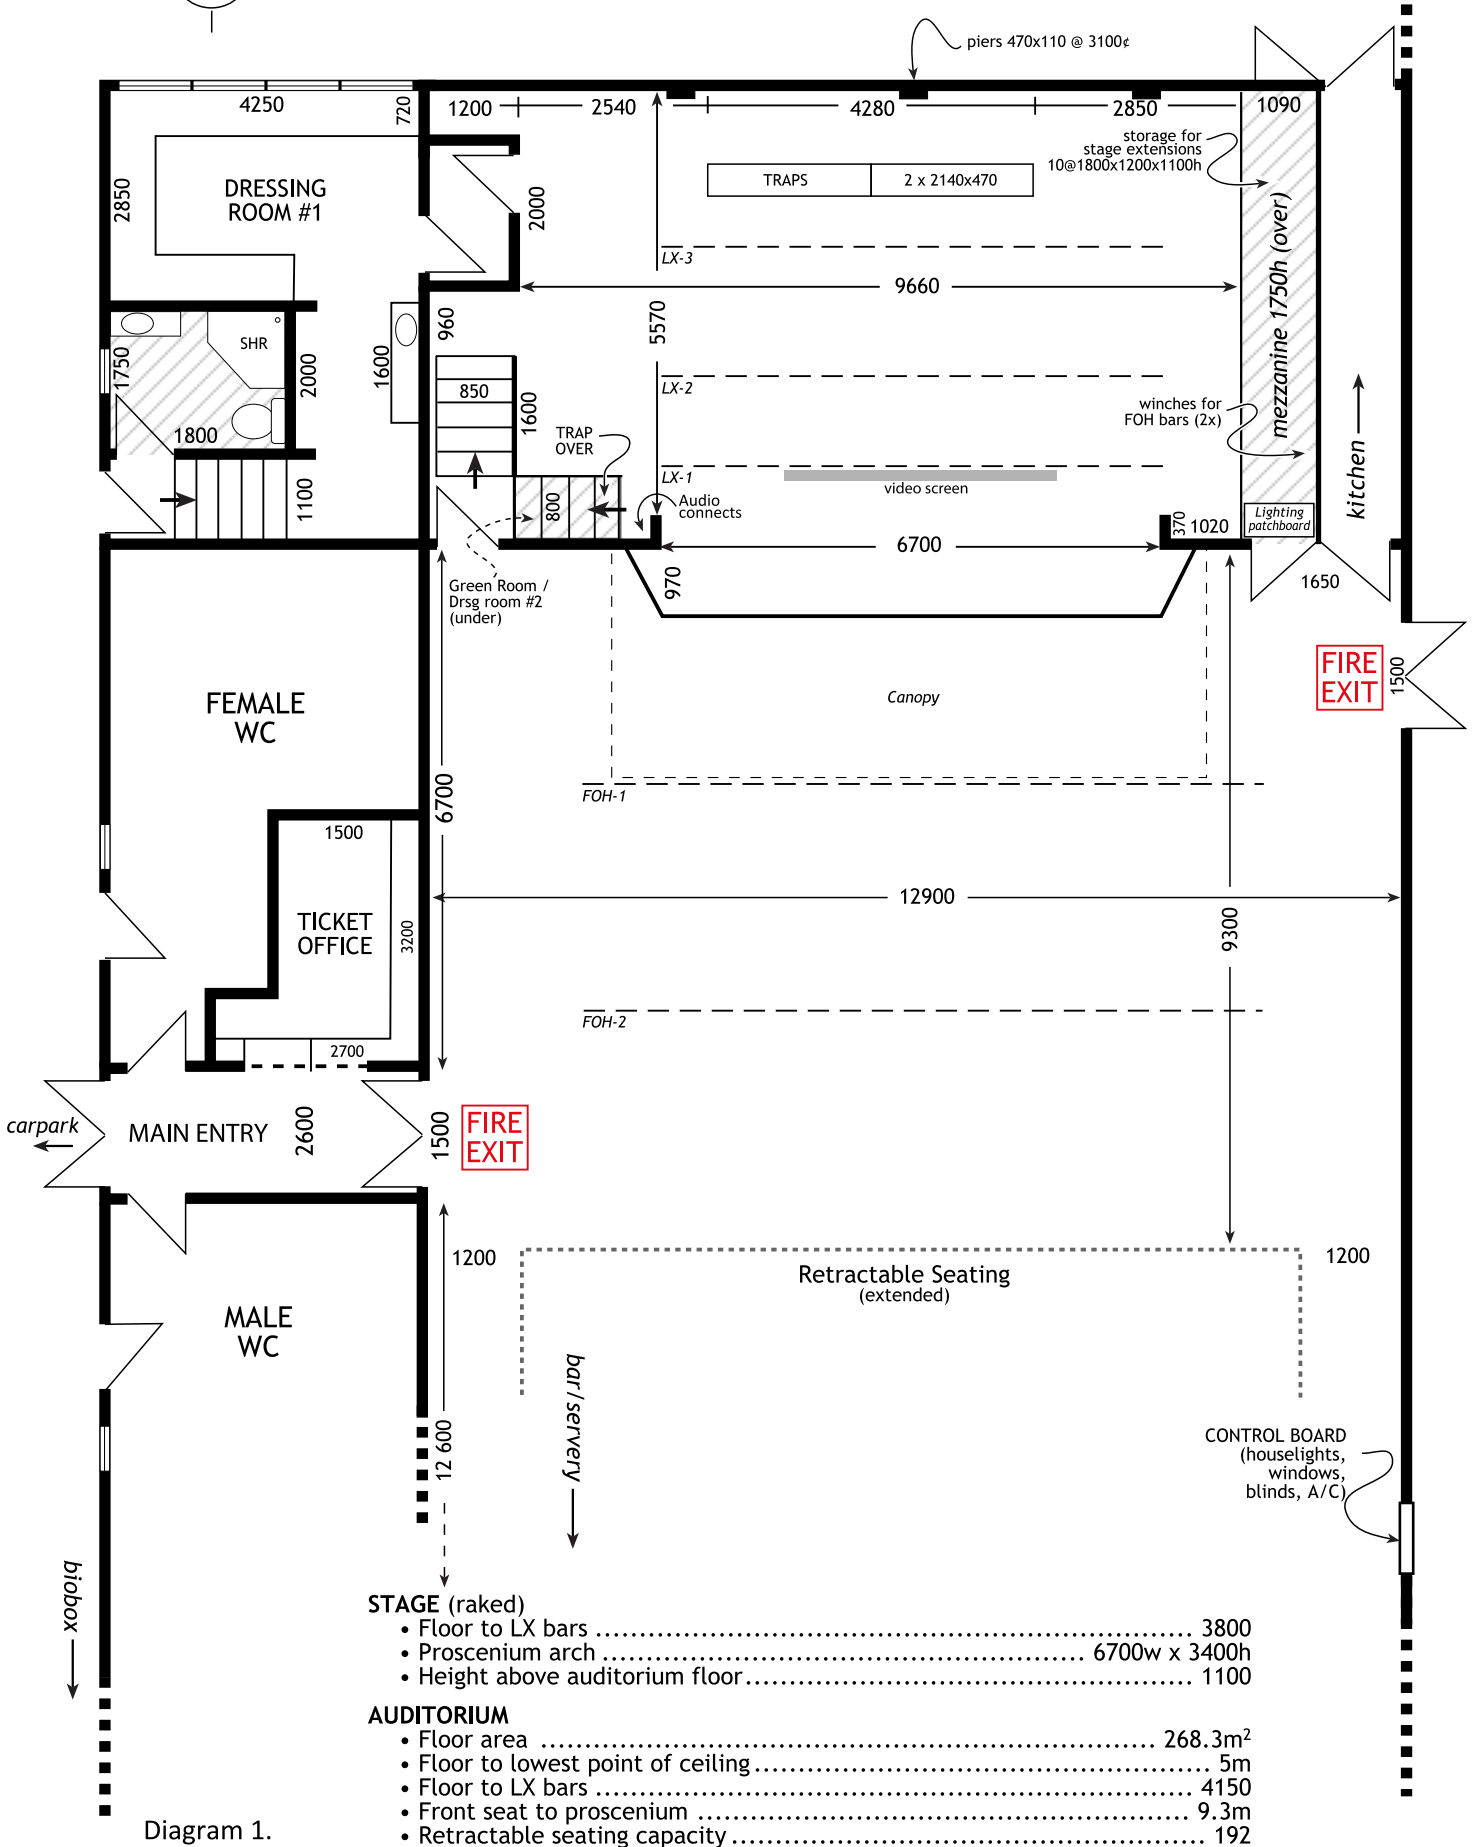 piers 470x110 @ 3100¢
4250
720
1200
2540
4280
2850
1090
storage for
stage extensions
10@1800x1200x1100h
DRESSING
ROOM #1
2850
2000
TRAPS
2 x 2140x470
mezzanine 1750h (over)
LX-3
9660
5570
960
SHR
1750
2000
1600
850
1600
LX-2
winches for
FOH bars (2x)
kitchen
1800
TRAP
OVER
LX-1
video screen
1100
800
Audio
connects
370
1020
Lighting
patchboard
6700
970
1650
Green Room /
Drsg room #2
(under)
FIRE
EXIT
1500
FEMALE
WC
Canopy
6700
FOH-1
1500
12900
TICKET
OFFICE
3200
9300
FOH-2
2700
carpark
MAIN ENTRY
2600
1500
FIRE
EXIT
1200
1200
Retractable Seating
(extended)
MALE
WC
bar/servery
12 600
CONTROL BOARD
(houselights,
windows,
blinds, A/C)
biobox
STAGE (raked)
• Floor to LX bars ........ 3800
• Proscenium arch ........ 6700w x 3400h
• Height above auditorium floor ........ 1100
AUDITORIUM
• Floor area ........ 268.3m²
• Floor to lowest point of ceiling ........ 5m
• Floor to LX bars ........ 4150
• Front seat to proscenium ........ 9.3m
• Retractable seating capacity ........ 192
Diagram 1.